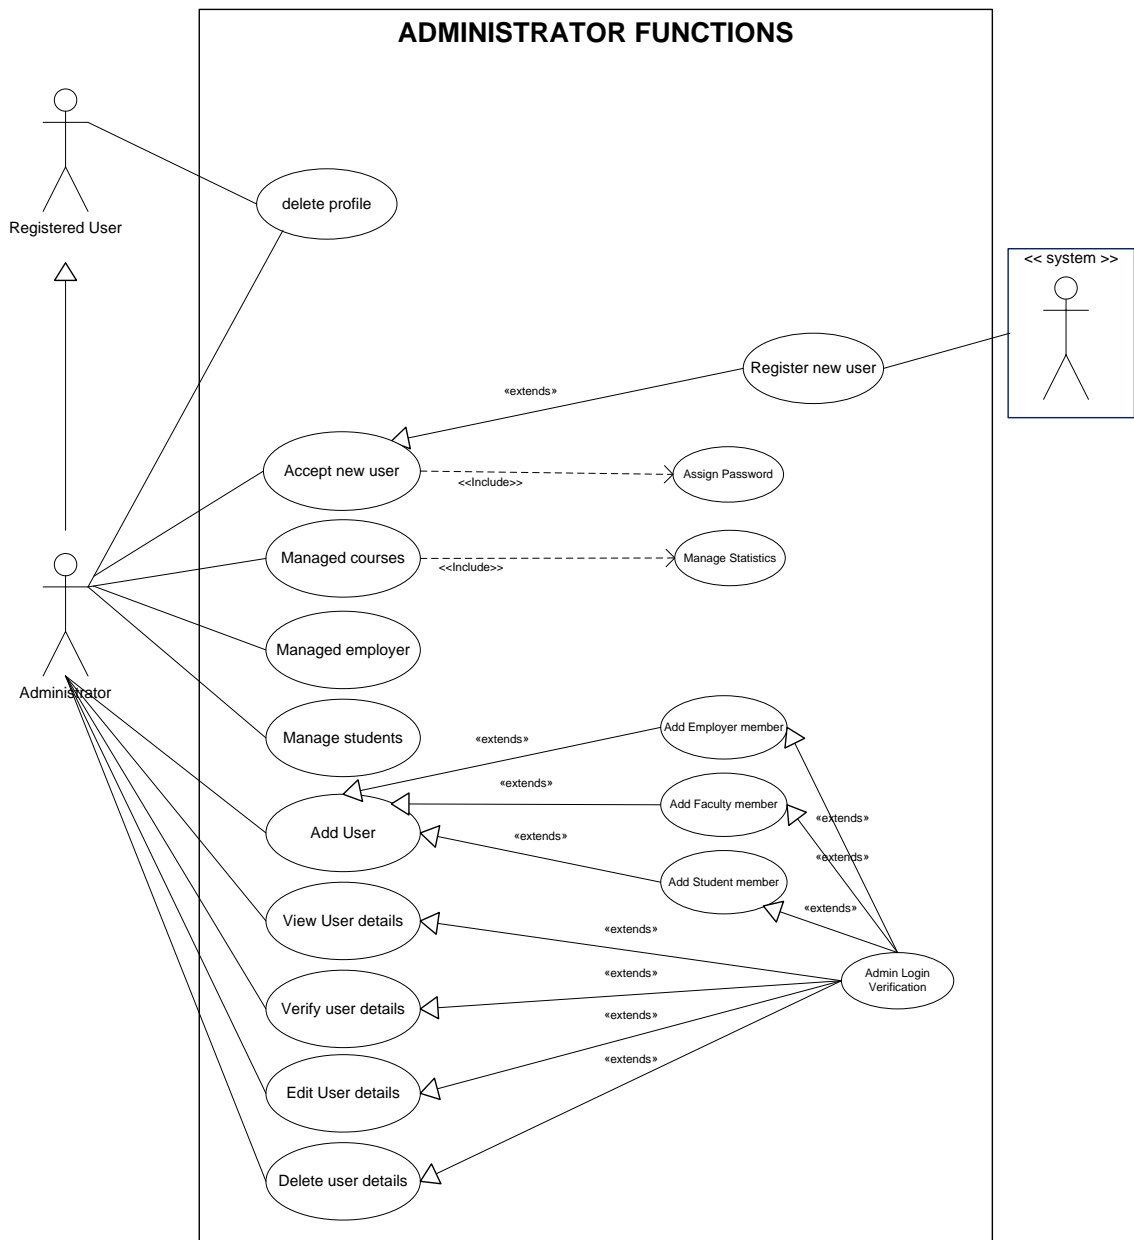 ADMINISTRATOR FUNCTIONS
delete profile
Registered User
<< system >>
Register new user
«extends»
Accept new user
<<Include>>
Assign Password
Managed courses
<<Include>>
Manage Statistics
Managed employer
Administrator
Manage students
«extends»
Add Employer member
«extends»
Add Faculty member
«extends»
Add User
«extends»
«extends»
Add Student member
«extends»
View User details
«extends»
Admin Login
Verification
«extends»
Verify user details
«extends»
«extends»
Edit User details
Delete user details